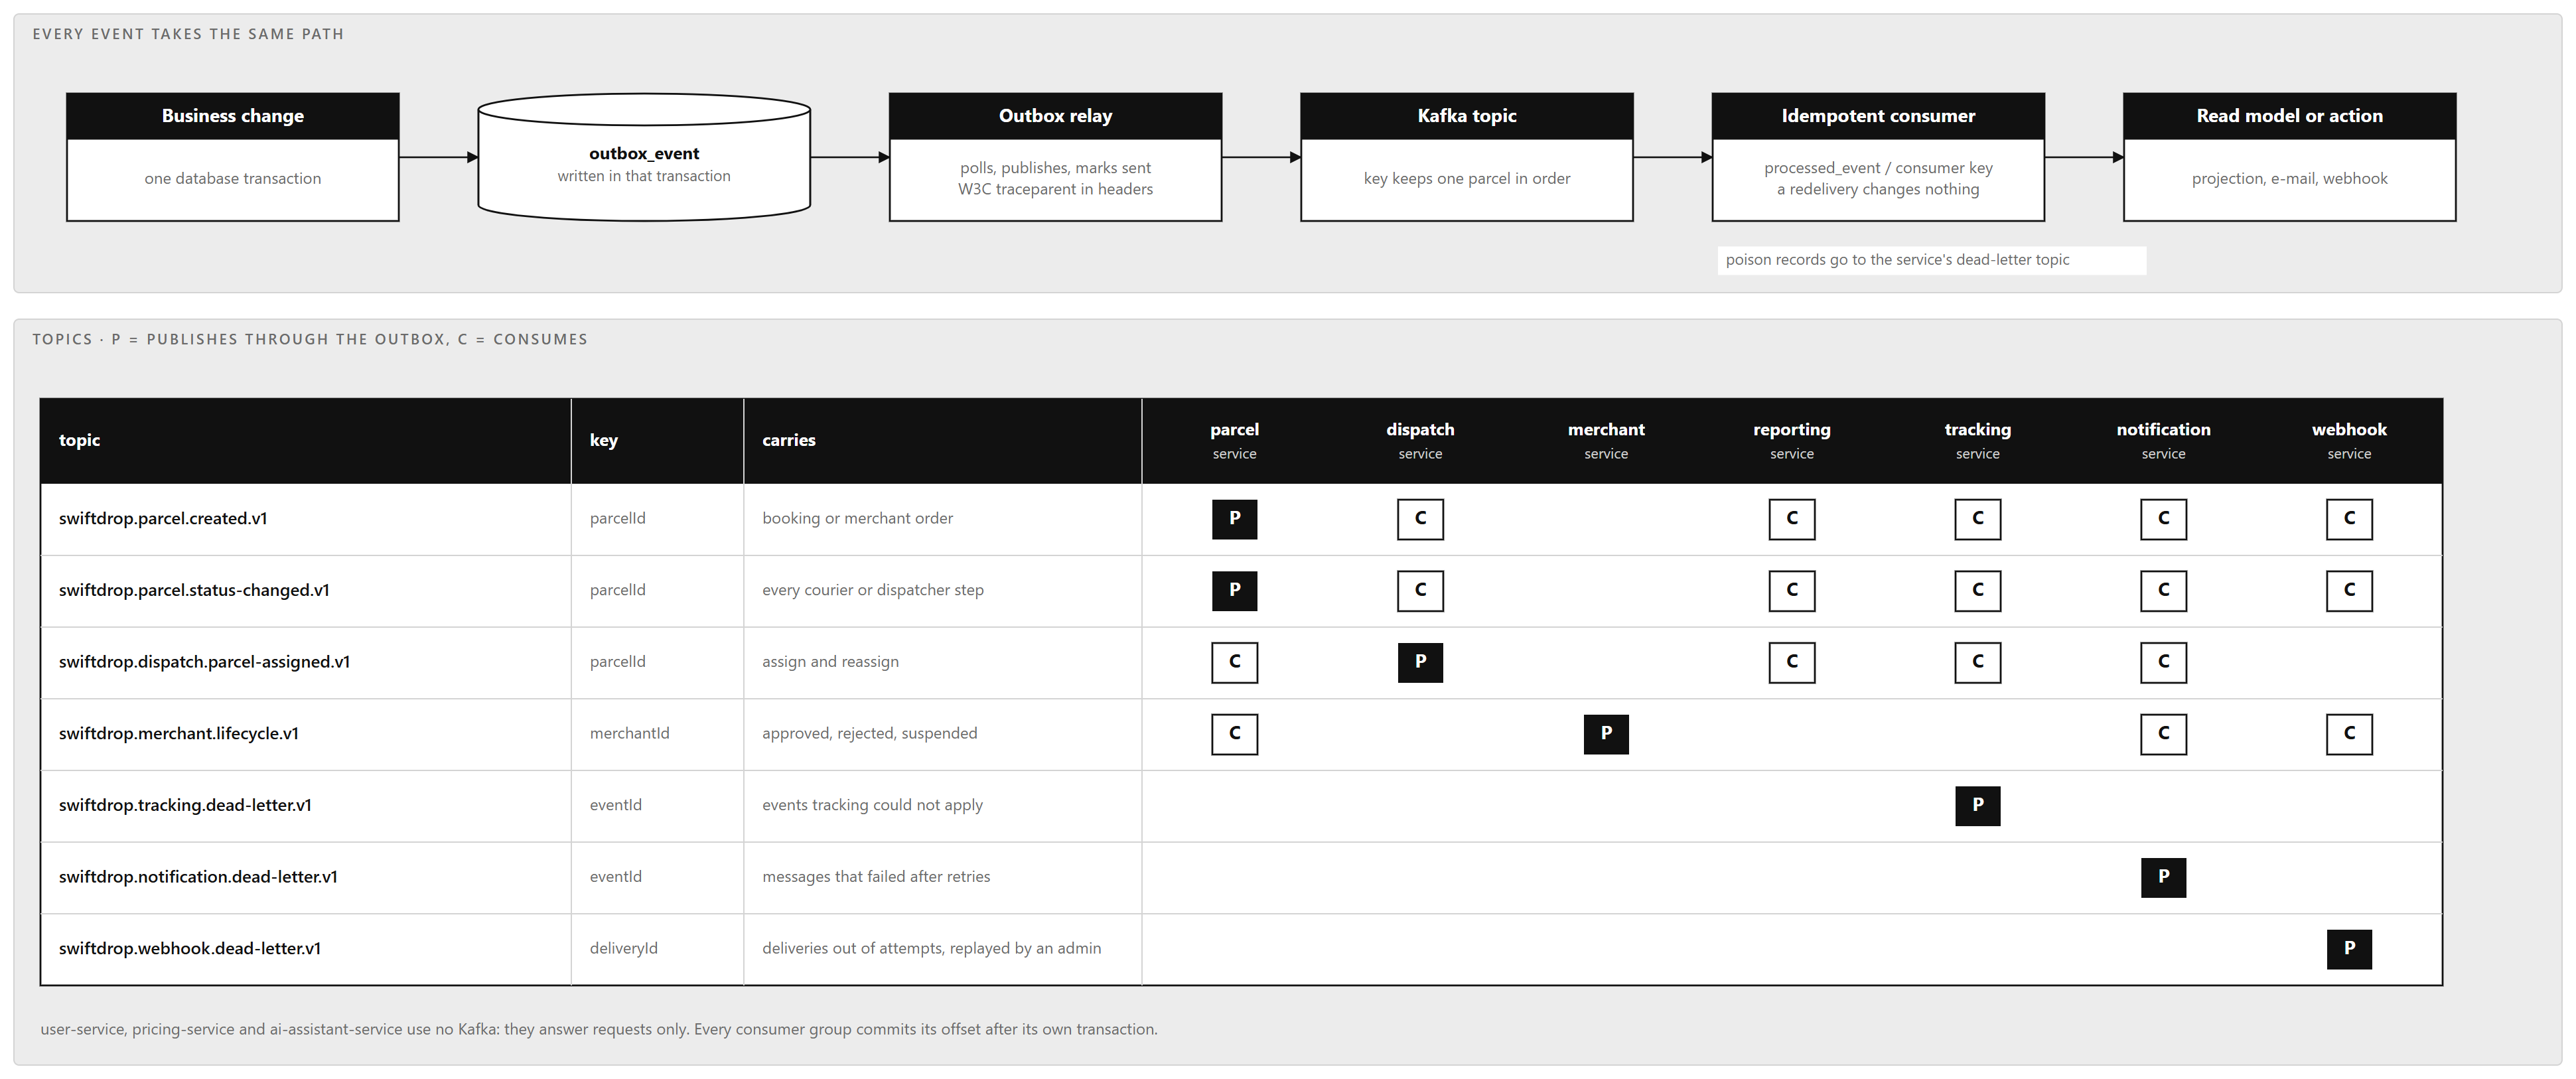 EVERY EVENT TAKES THE SAME PATH
Business change
one database transaction
outbox_event
written in that transaction
Outbox relay
polls, publishes, marks sent
W3C traceparent in headers
Kafka topic
key keeps one parcel in order
Idempotent consumer
processed_event / consumer key
a redelivery changes nothing
Read model or action
projection, e-mail, webhook
poison records go to the service's dead-letter topic
TOPICS · P = PUBLISHES THROUGH THE OUTBOX, C = CONSUMES
topic key carries parcel service dispatch service merchant service reporting service tracking service notification service webhook service
swiftdrop.parcel.created.v1 parcelId booking or merchant order P C C C C C
swiftdrop.parcel.status-changed.v1 parcelId every courier or dispatcher step P C C C C C
swiftdrop.dispatch.parcel-assigned.v1 parcelId assign and reassign C P C C C
swiftdrop.merchant.lifecycle.v1 merchantId approved, rejected, suspended C P C C
swiftdrop.tracking.dead-letter.v1 eventId events tracking could not apply P
swiftdrop.notification.dead-letter.v1 eventId messages that failed after retries P
swiftdrop.webhook.dead-letter.v1 deliveryId deliveries out of attempts, replayed by an admin P
user-service, pricing-service and ai-assistant-service use no Kafka: they answer requests only. Every consumer group commits its offset after its own transaction.